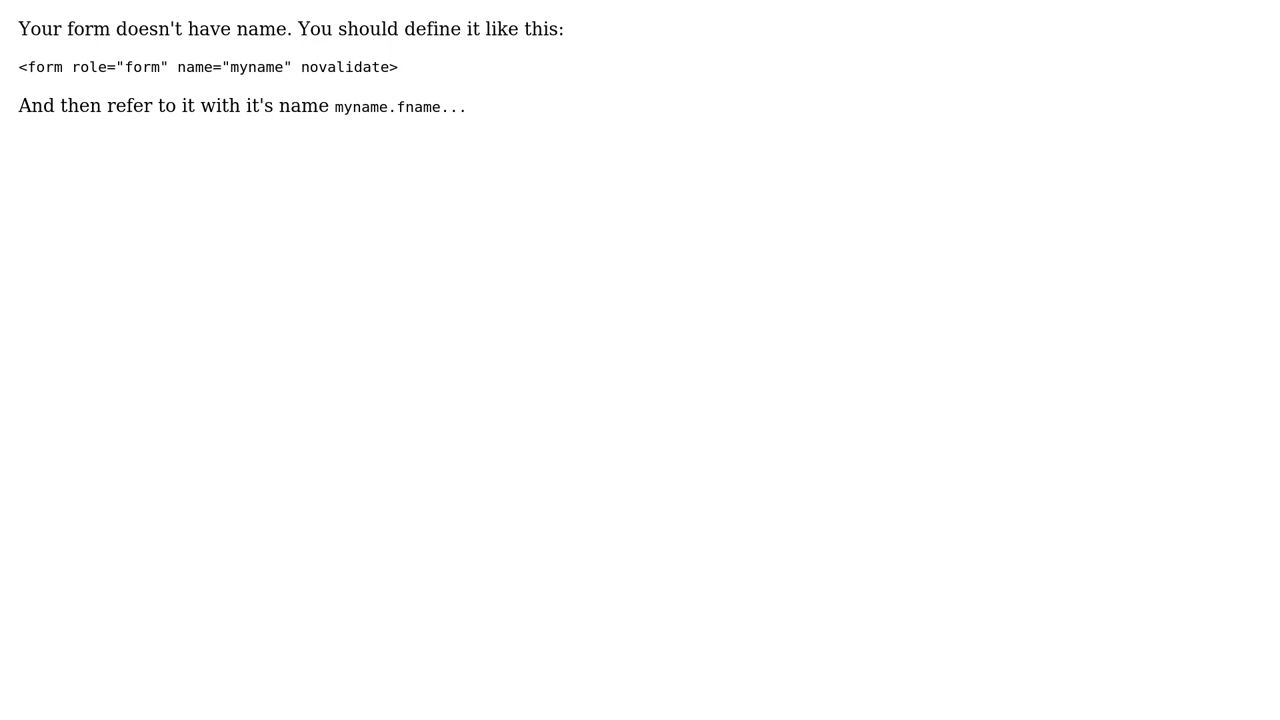 Your form doesn't have name. You should define it like this:
<form role="form" name="myname" novalidate>
And then refer to it with it's name myname.fname...